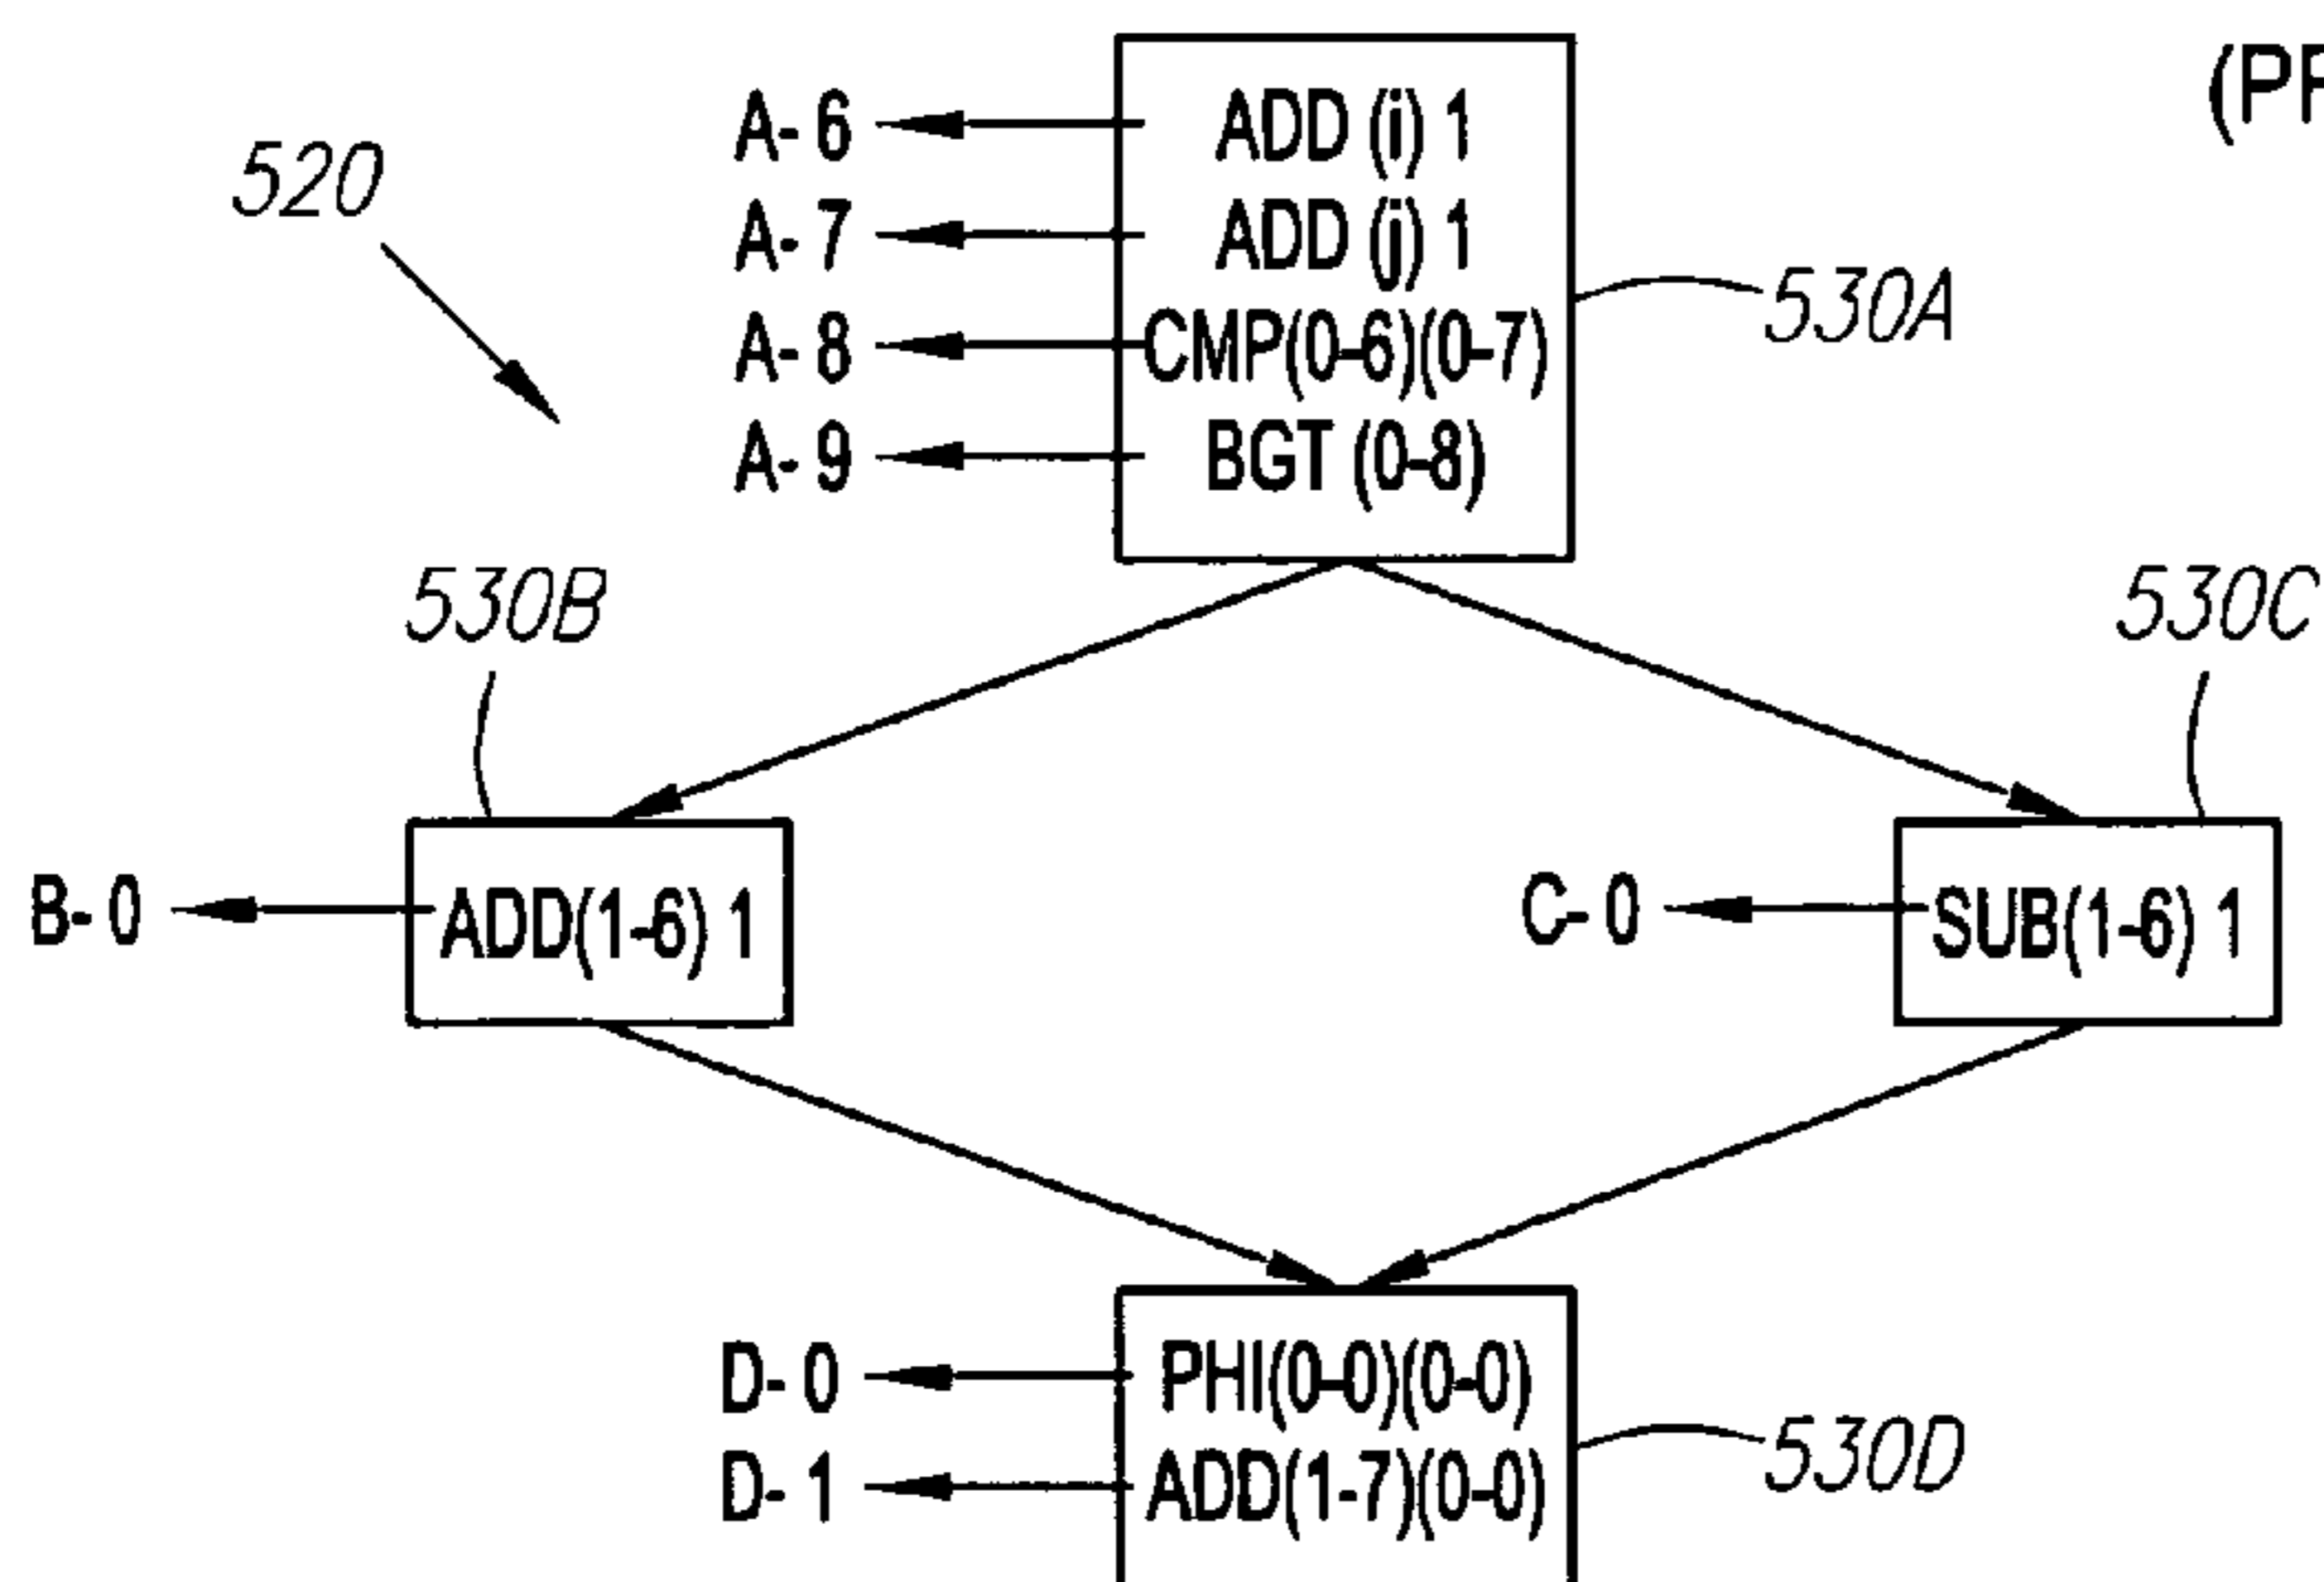 (PR
520
A-6 ADD (i) 1
A-7 ADD (j) 1
A-8 CMP(0-6)(0-7)
A-9 BGT (0-8)
530A
530B
530C
B-0 ADD(1-6) 1
C-0 SUB(1-6) 1
D-0 PHI(0-0)(0-0)
D-1 ADD(1-7)(0-0)
530D